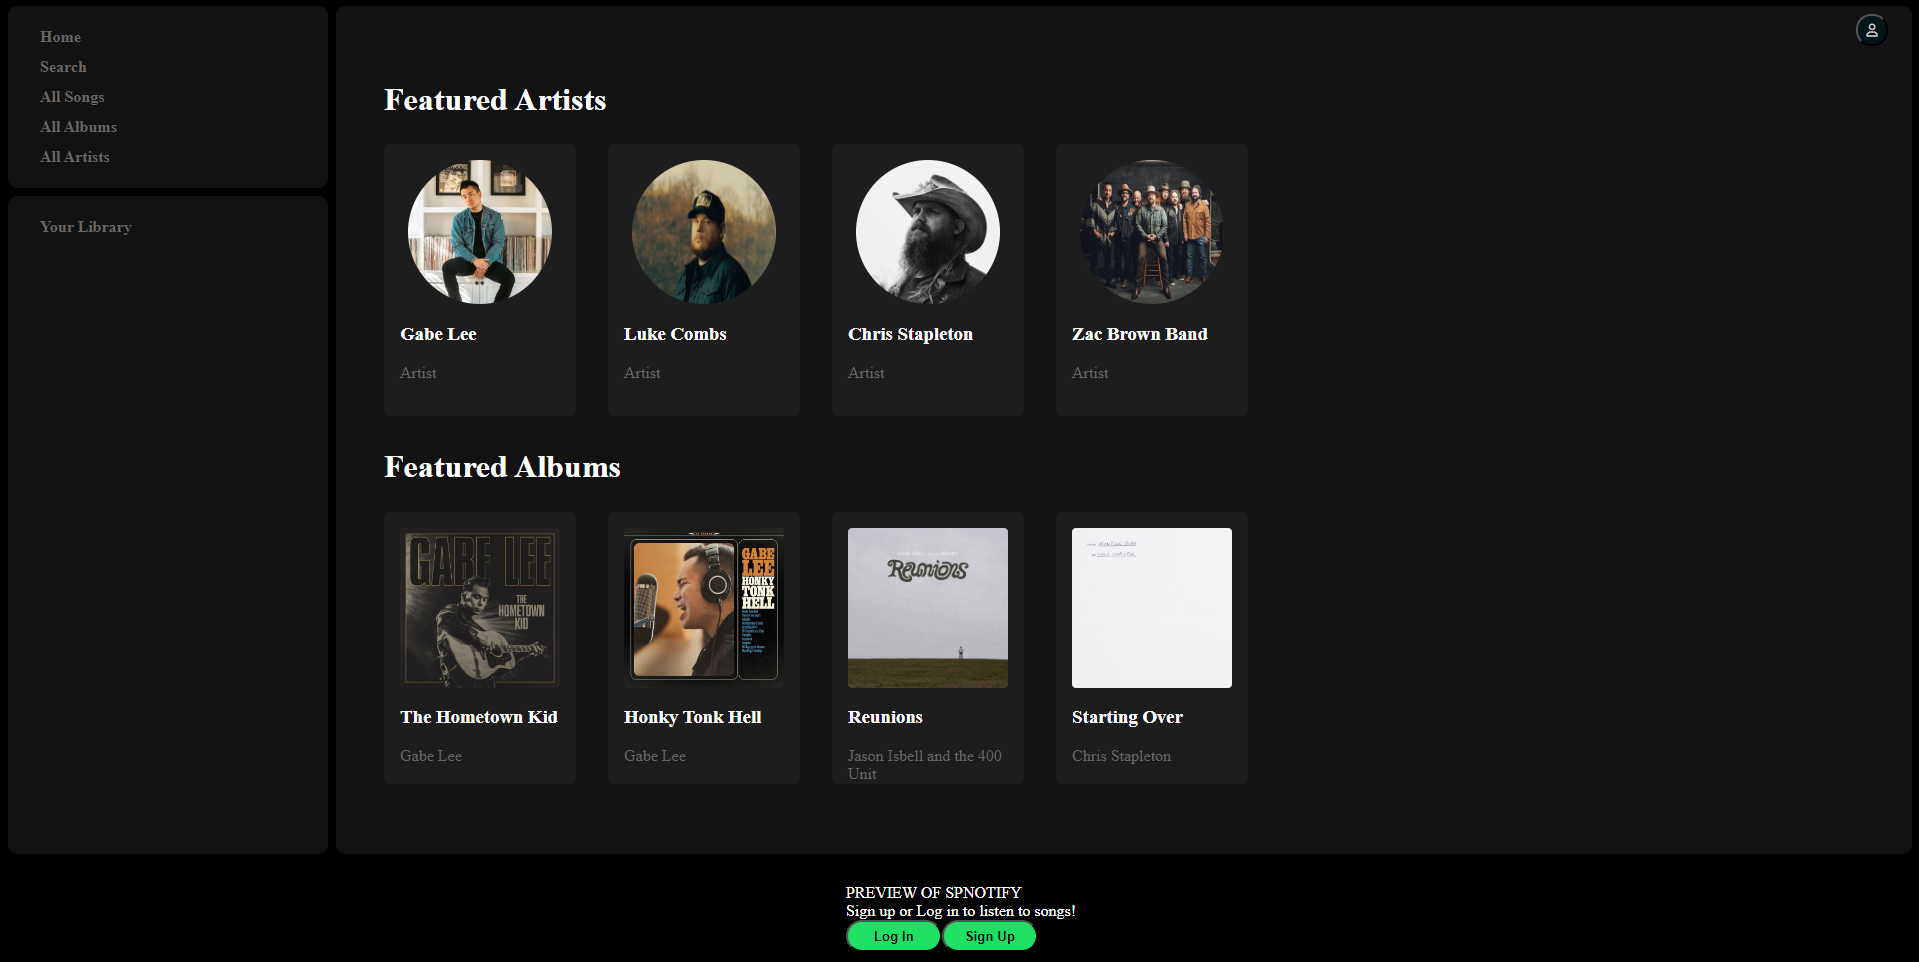 Home
Search
All Songs
All Albums
All Artists
Your Library
Featured Artists
Gabe Lee
Artist
Luke Combs
Artist
Chris Stapleton
Artist
Zac Brown Band
Artist
Featured Albums
GABE LEE
THE
HOMETOWN
KID
The Hometown Kid
Gabe Lee
GABE
LEE
HONKY
TONK
HELL
Honky Tonk Hell
Gabe Lee
Reunions
Reunions
Jason Isbell and the 400
Unit
Starting Over
Chris Stapleton
PREVIEW OF SPNOTIFY
Sign up or Log in to listen to songs!
Log In
Sign Up